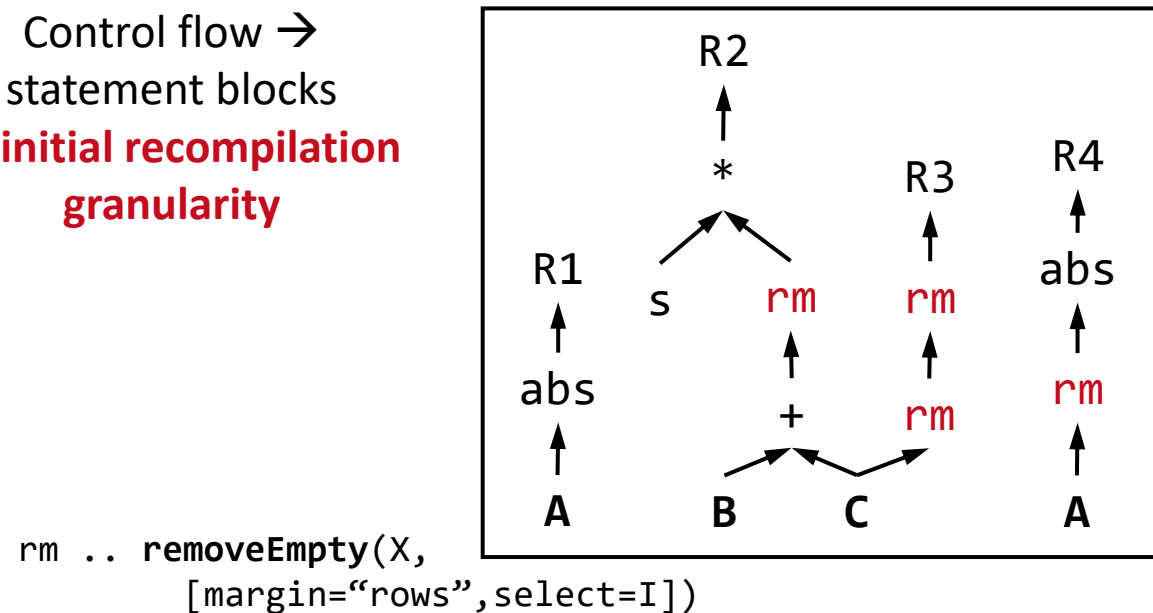 Control flow →
statement blocks
initial recompilation
granularity
R2
*
R3
R4
R1
s
rm
rm
abs
abs
+
rm
rm
A
B
C
A
rm .. removeEmpty(X,
[margin=“rows”,select=I])